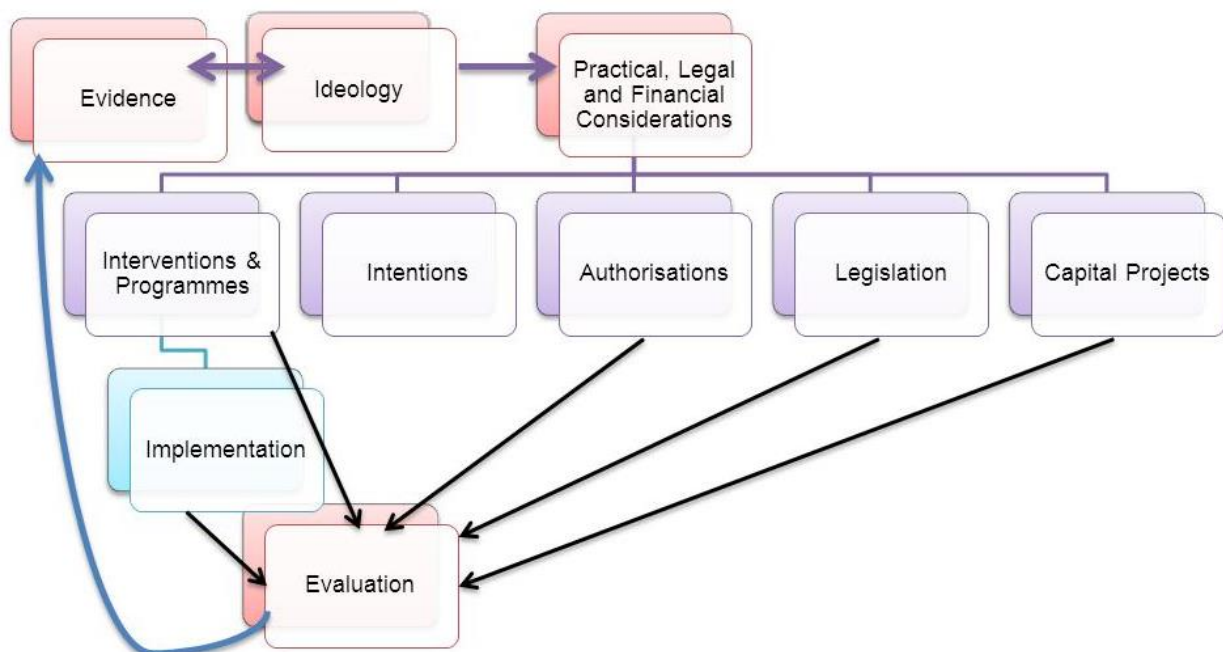 Evidence
Ideology
Practical, Legal
and Financial
Considerations
Interventions &
Programmes
Intentions
Authorisations
Legislation
Capital Projects
Implementation
Evaluation